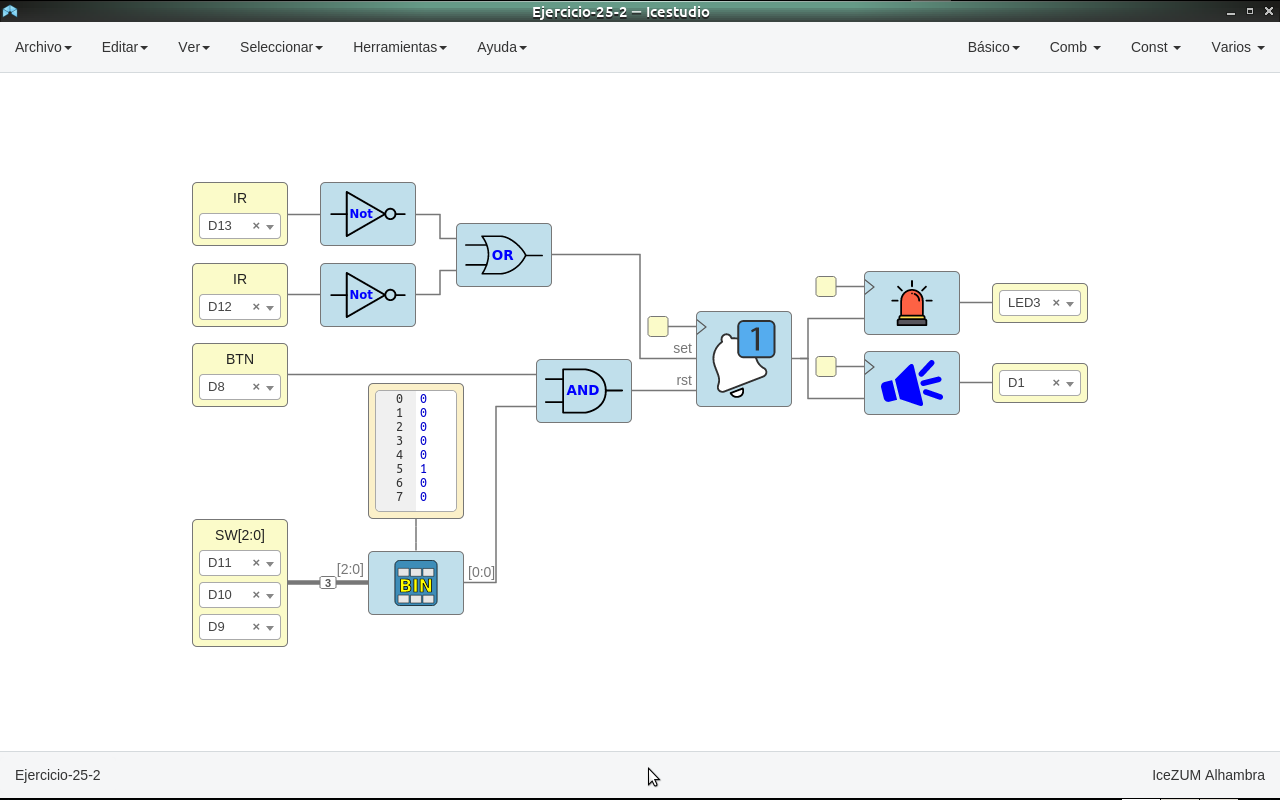 Ejercicio-25-2 — Icestudio
Archivo Editar Ver Seleccionar Herramientas Ayuda Básico Comb Const Varios
IR
D13 ×
Not
OR
IR
D12 ×
Not
LED3 ×
1
set
rst
BTN
D8 ×
AND
D1 ×
0 0
1 0
2 0
3 0
4 0
5 1
6 0
7 0
SW[2:0]
D11 ×
D10 ×
D9 ×
3
[2:0]
BIN
[0:0]
Ejercicio-25-2 IceZUM Alhambra